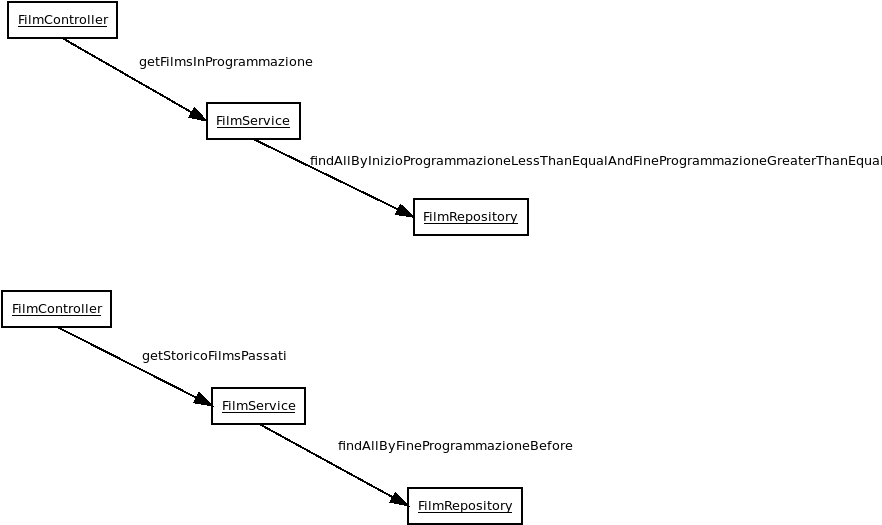 FilmController
getFilmsInProgrammazione
FilmService
findAllByInizioProgrammazioneLessThanEqualAndFineProgrammazioneGreaterThanEqual
FilmRepository
FilmController
getStoricoFilmsPassati
FilmService
findAllByFineProgrammazioneBefore
FilmRepository